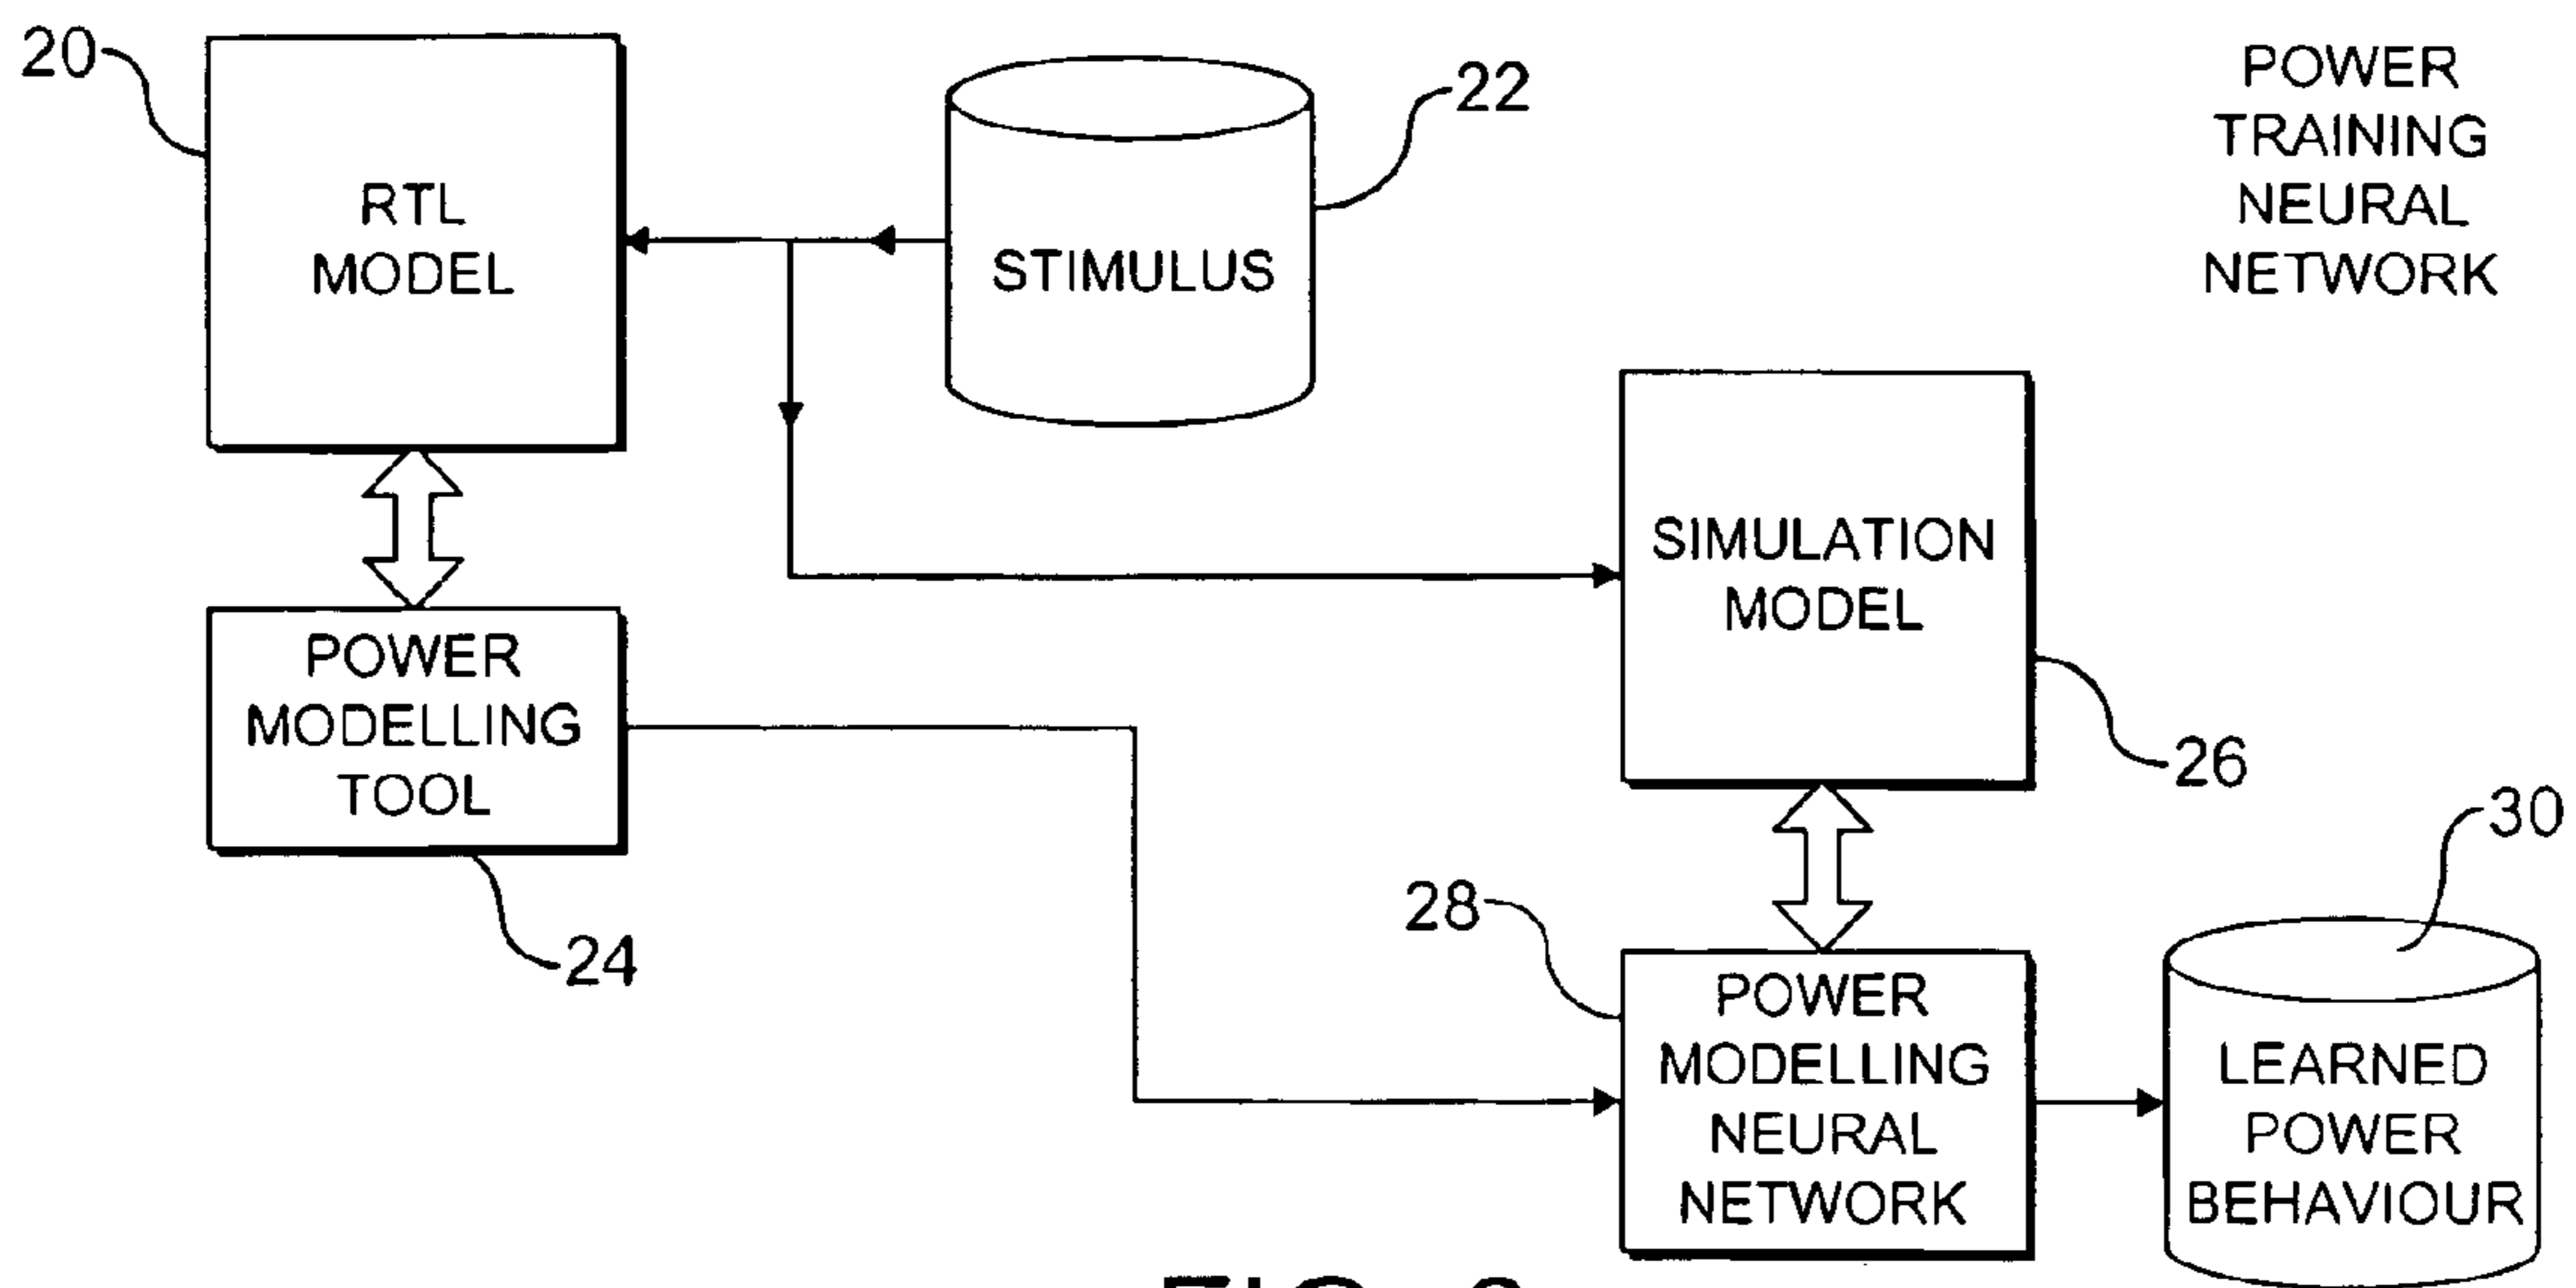 20
RTL
MODEL
22
STIMULUS
POWER
TRAINING
NEURAL
NETWORK
SIMULATION
MODEL
26
POWER
MODELLING
TOOL
24
28
POWER
MODELLING
NEURAL
NETWORK
30
LEARNED
POWER
BEHAVIOUR